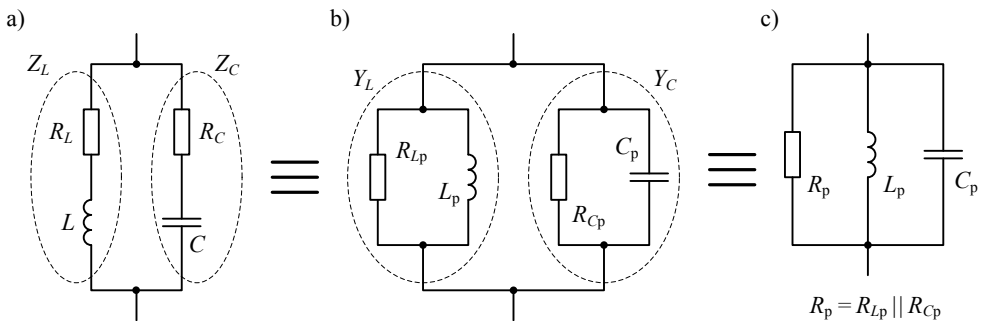 a)
b)
c)
Z_L
Z_C
Y_L
Y_C
R_L
R_C
R_Lp
C_p
L_p
R_Cp
R_p
L_p
C_p
L
C
R_p = R_Lp || R_Cp